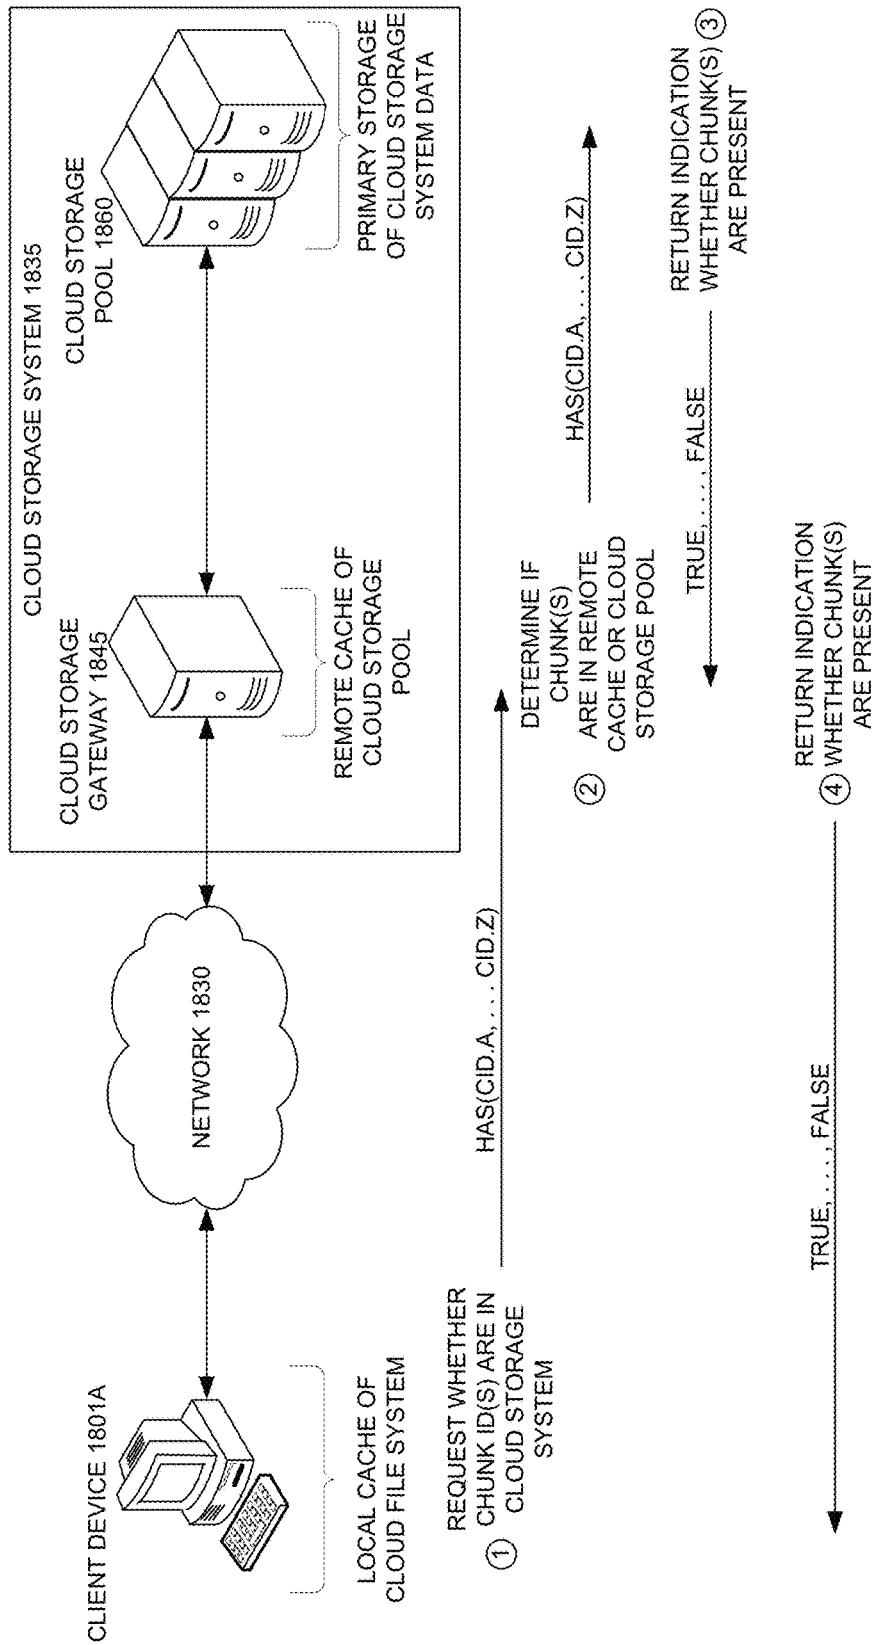 CLOUD STORAGE SYSTEM 1835
CLIENT DEVICE 1801A
CLOUD STORAGE
GATEWAY 1845
CLOUD STORAGE
POOL 1860
NETWORK 1830
LOCAL CACHE OF
CLOUD FILE SYSTEM
REMOTE CACHE OF
CLOUD STORAGE
POOL
PRIMARY STORAGE
OF CLOUD STORAGE
SYSTEM DATA
REQUEST WHETHER
1 CHUNK ID(S) ARE IN
CLOUD STORAGE
SYSTEM
HAS(CID.A, . . . CID.Z)
DETERMINE IF
CHUNK(S)
2 ARE IN REMOTE
CACHE OR CLOUD
STORAGE POOL
HAS(CID.A, . . . CID.Z)
RETURN INDICATION
WHETHER CHUNK(S) 3
ARE PRESENT
TRUE, . . . , FALSE
RETURN INDICATION
4 WHETHER CHUNK(S)
ARE PRESENT
TRUE, . . . , FALSE